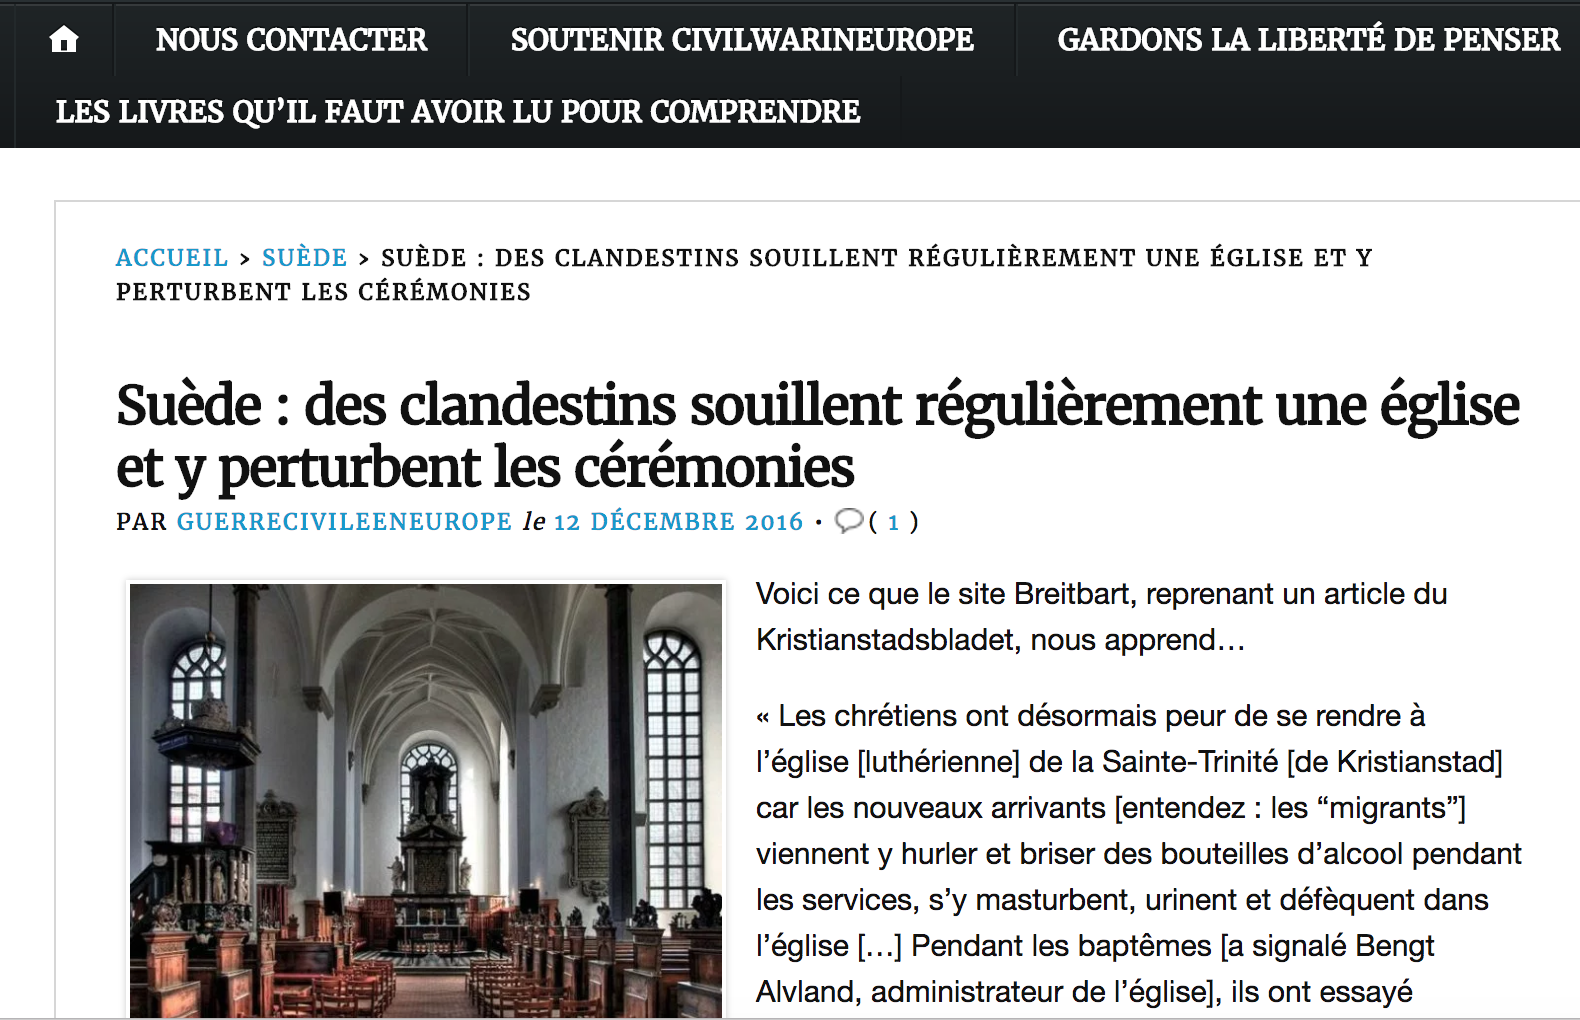 NOUS CONTACTER SOUTENIR CIVILWARINEUROPE GARDONS LA LIBERTÉ DE PENSER
LES LIVRES QU’IL FAUT AVOIR LU POUR COMPRENDRE
ACCUEIL > SUÈDE > SUÈDE : DES CLANDESTINS SOUILLENT RÉGULIÈREMENT UNE ÉGLISE ET Y
PERTURBENT LES CÉRÉMONIES
Suède : des clandestins souillent régulièrement une église
et y perturbent les cérémonies
PAR GUERRECIVILEENEUROPE le 12 DÉCEMBRE 2016 • ( 1 )
Voici ce que le site Breitbart, reprenant un article du
Kristianstadsbladet, nous apprend…
« Les chrétiens ont désormais peur de se rendre à
l’église [luthérienne] de la Sainte-Trinité [de Kristianstad]
car les nouveaux arrivants [entendez : les “migrants”]
viennent y hurler et briser des bouteilles d’alcool pendant
les services, s’y masturbent, urinent et défèquent dans
l’église […] Pendant les baptêmes [a signalé Bengt
Alvland, administrateur de l’église], ils ont essayé